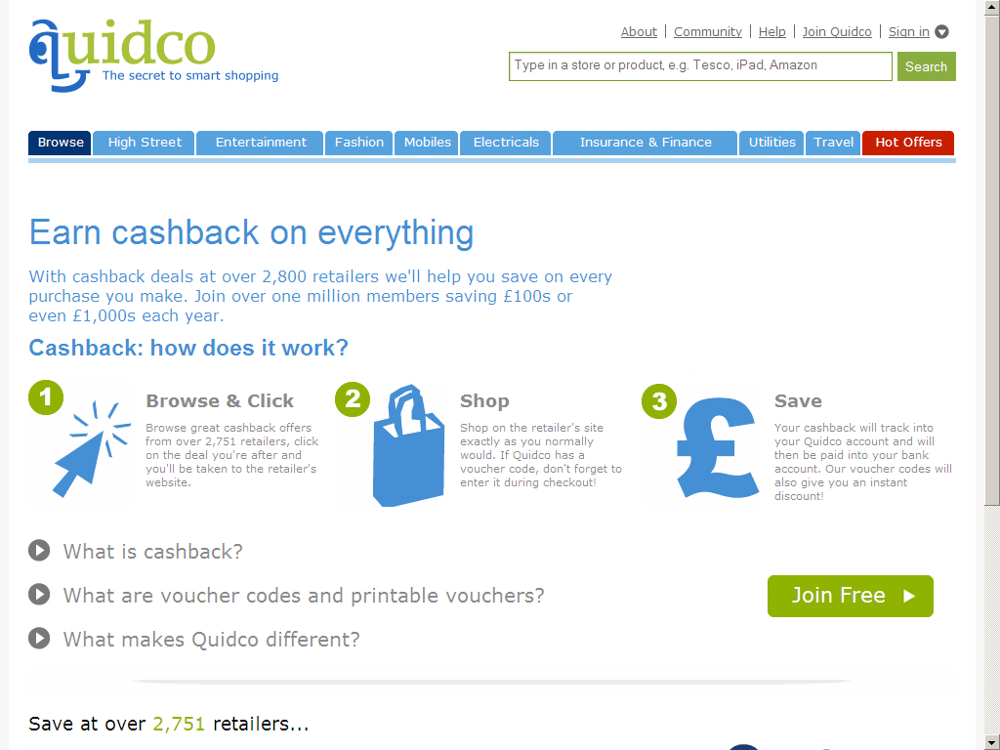 Quidco
The secret to smart shopping
About | Community | Help | Join Quidco | Sign in
Type in a store or product, e.g. Tesco, iPad, Amazon
Search
Browse High Street Entertainment Fashion Mobiles Electricals Insurance & Finance Utilities Travel Hot Offers
Earn cashback on everything
With cashback deals at over 2,800 retailers we'll help you save on every
purchase you make. Join over one million members saving £100s or
even £1,000s each year.
Cashback: how does it work?
1
Browse & Click
Browse great cashback offers
from over 2,751 retailers, click
on the deal you're after and
you'll be taken to the retailer's
website.
2
Shop
Shop on the retailer's site
exactly as you normally
would. If Quidco has a
voucher code, don't forget to
enter it during checkout!
3
£
Save
Your cashback will track into
your Quidco account and will
then be paid into your bank
account. Our voucher codes will
also give you an instant
discount!
What is cashback?
What are voucher codes and printable vouchers?
What makes Quidco different?
Join Free
Save at over 2,751 retailers...